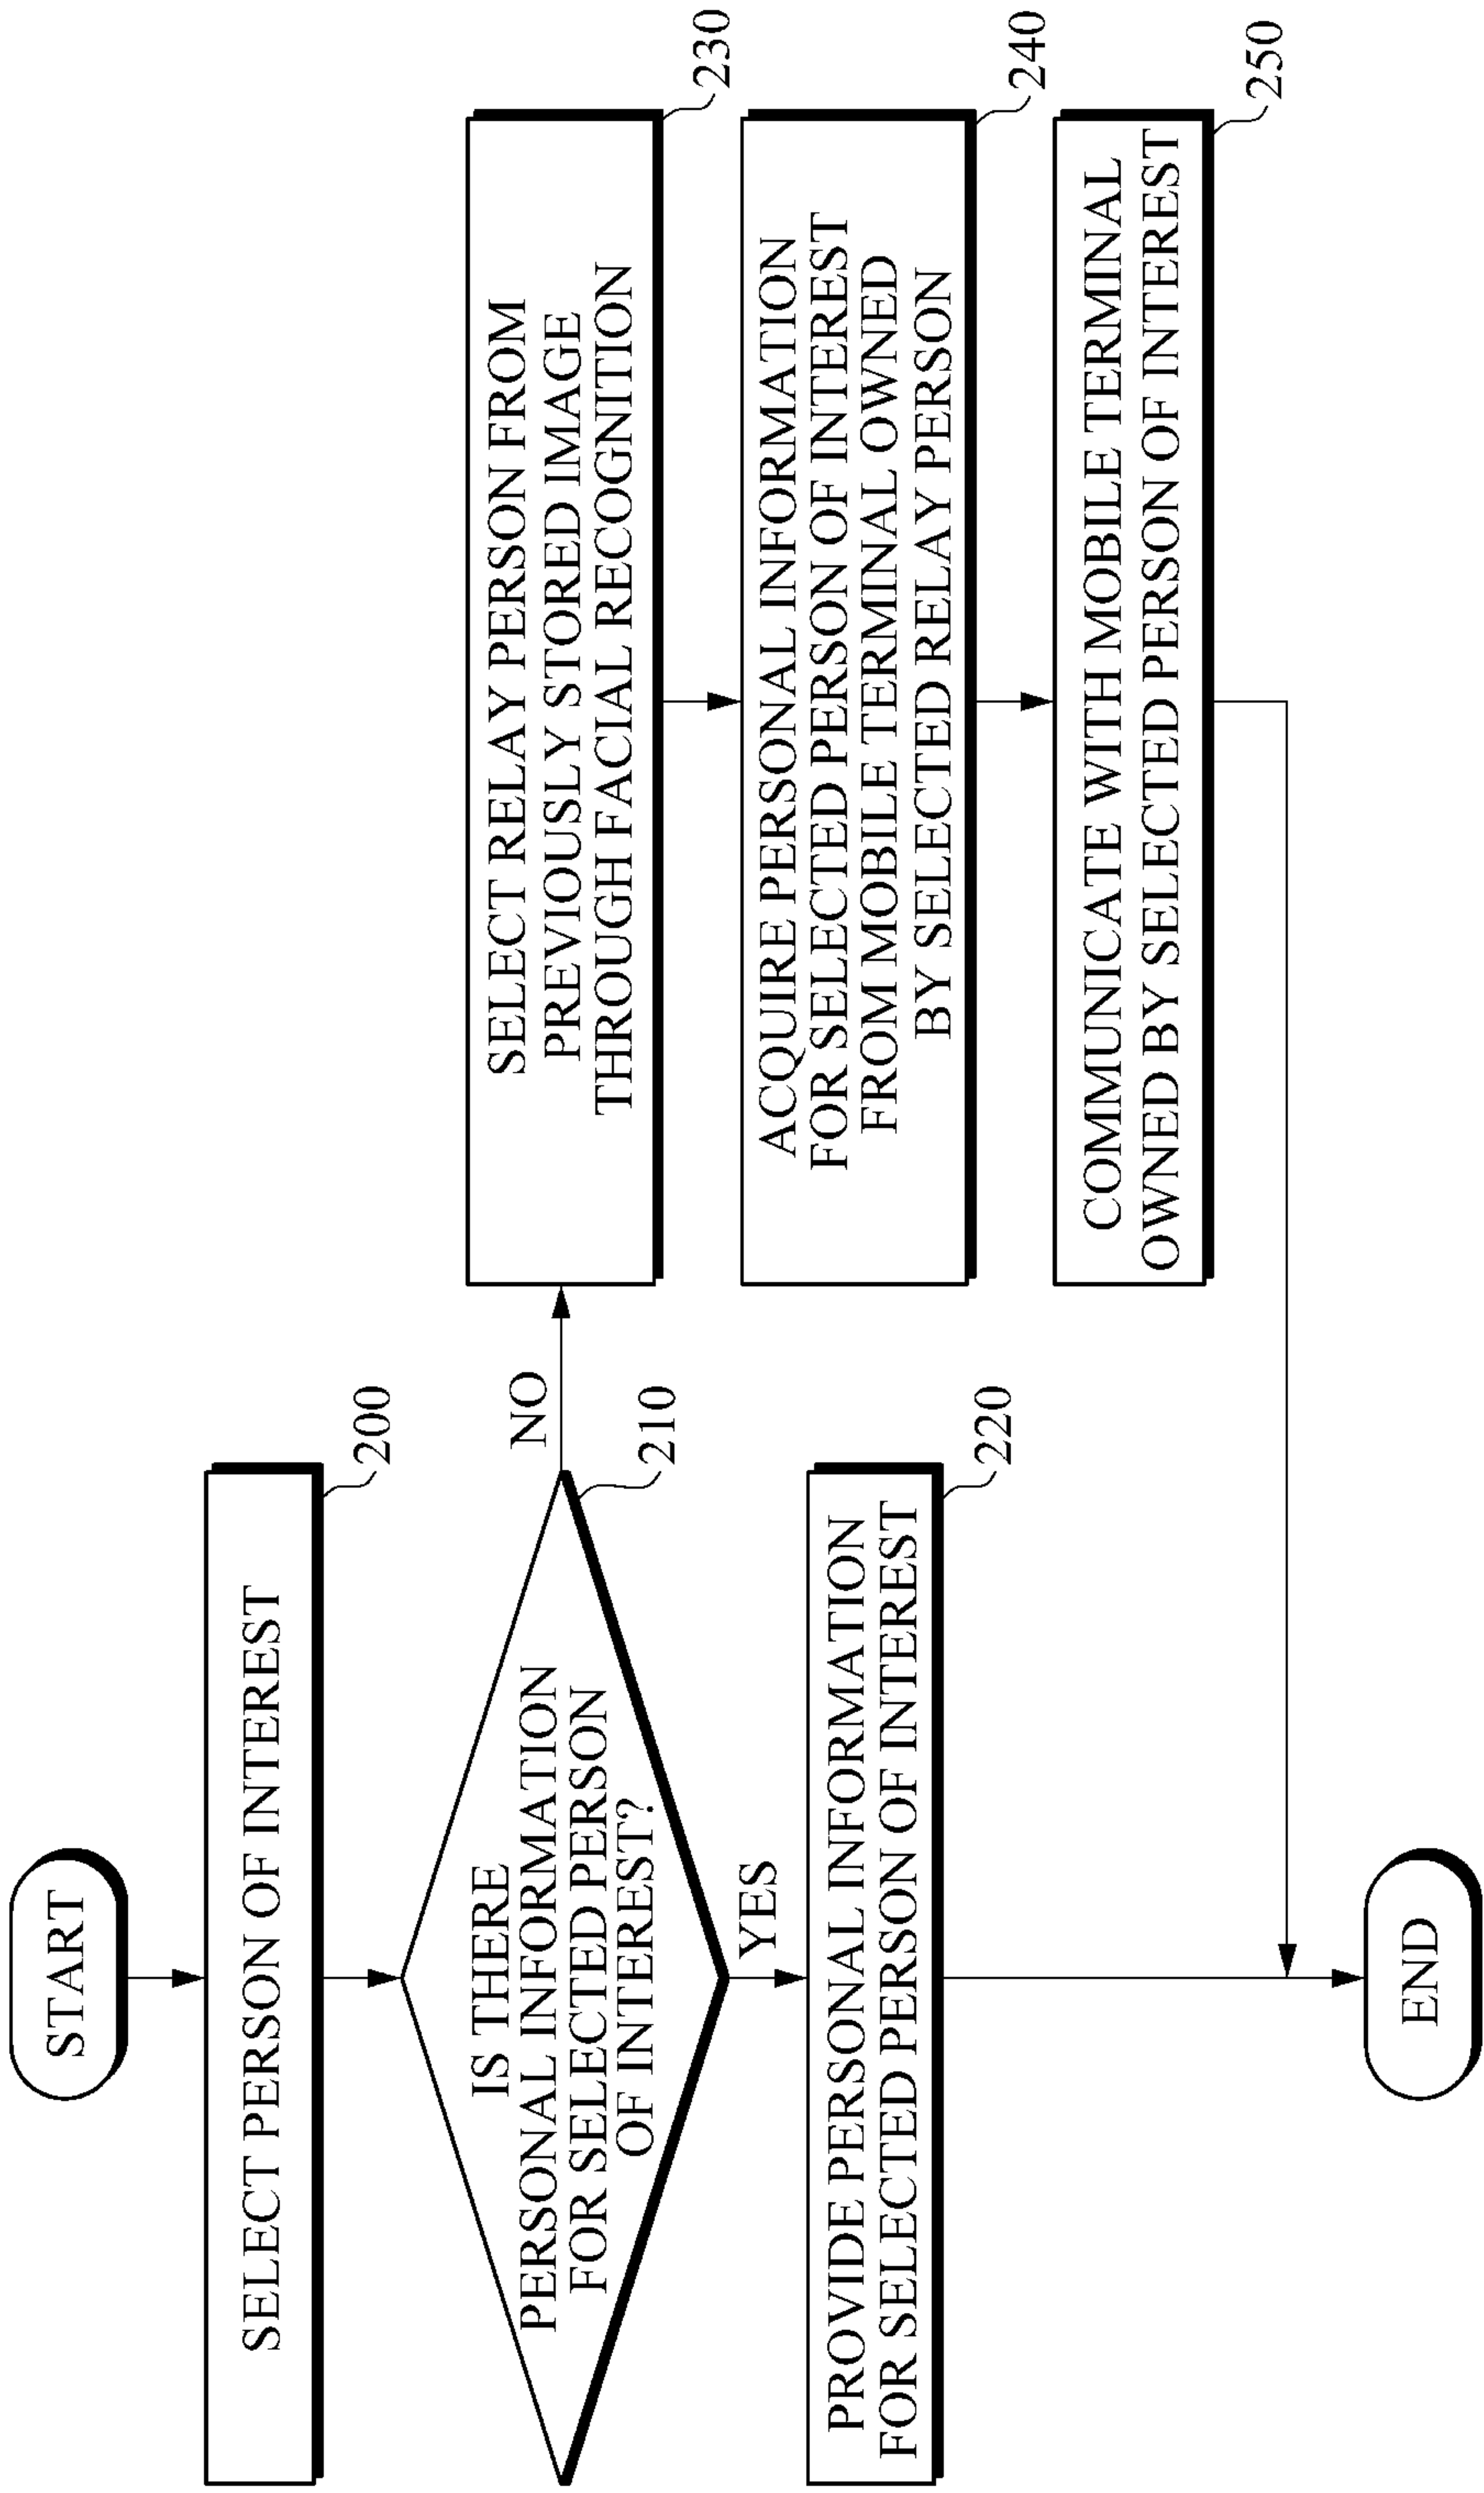 START
SELECT PERSON OF INTEREST
200
IS THERE
PERSONAL INFORMATION
FOR SELECTED PERSON
OF INTEREST?
210
NO
YES
PROVIDE PERSONAL INFORMATION
FOR SELECTED PERSON OF INTEREST
220
SELECT RELAY PERSON FROM
PREVIOUSLY STORED IMAGE
THROUGH FACIAL RECOGNITION
230
ACQUIRE PERSONAL INFORMATION
FOR SELECTED PERSON OF INTEREST
FROM MOBILE TERMINAL OWNED
BY SELECTED RELAY PERSON
240
COMMUNICATE WITH MOBILE TERMINAL
OWNED BY SELECTED PERSON OF INTEREST
250
END